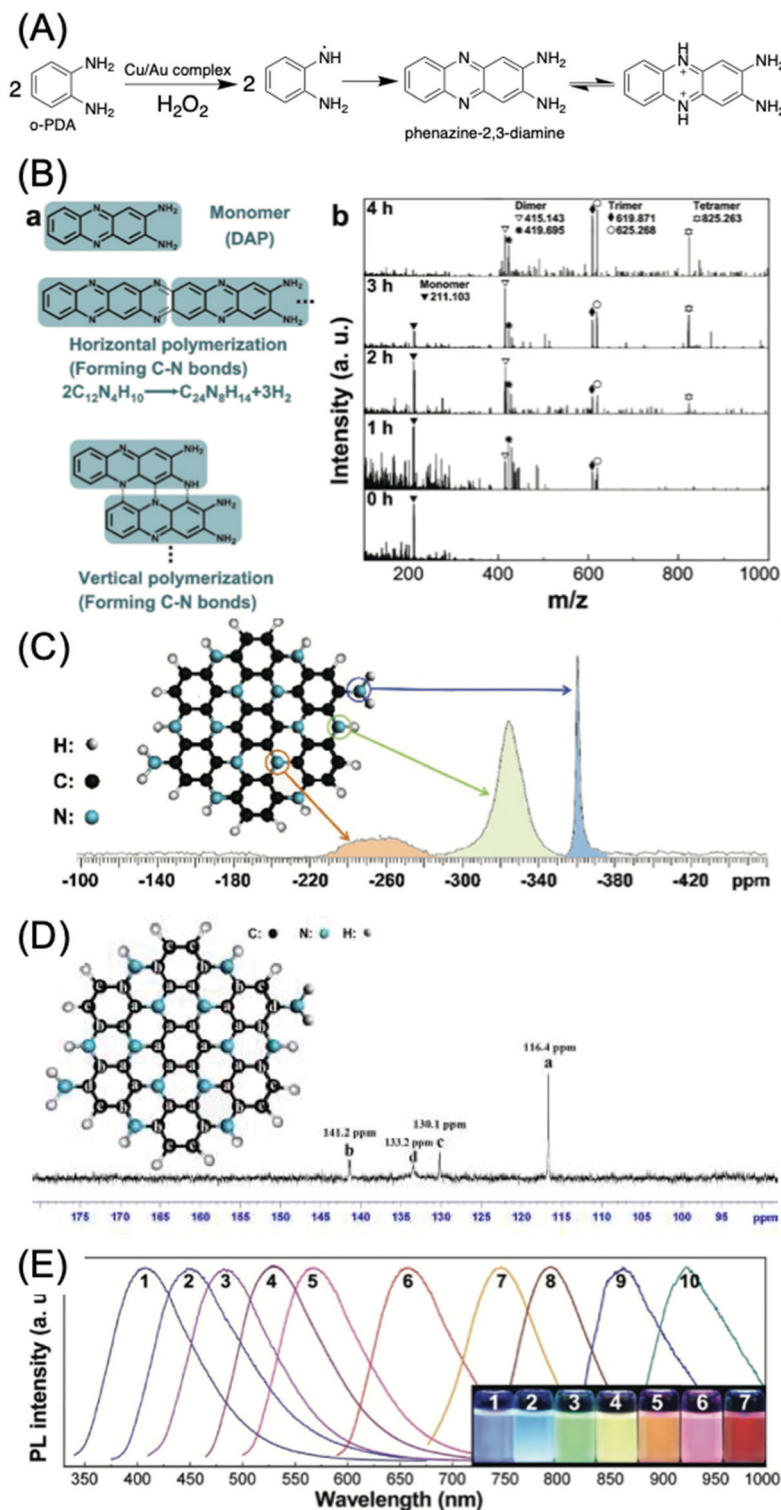 (A)
2
NH2
NH2
o-PDA
Cu/Au complex
H2O2
2
NH
NH2
N
N
NH2
NH2
phenazine-2,3-diamine
H
N
+
+
N
H
NH2
NH2
(B)
a
N
N
NH2
NH2
Monomer
(DAP)
N
N
N
N
N
N
NH2
NH2
...
Horizontal polymerization
(Forming C-N bonds)
2C12N4H10⟶C24N8H14+3H2
N
NH2
N
N
NH
N
NH2
NH2
Vertical polymerization
(Forming C-N bonds)
b
4 h
Dimer
▽ 415.143
✹ 419.695
Trimer
♦ 619.871
○ 625.268
Tetramer
✡ 825.263
3 h
Monomer
▼ 211.103
2 h
1 h
0 h
Intensity (a. u.)
200 400 600 800 1000
m/z
(C)
H:
C:
N:
-100 -140 -180 -220 -260 -300 -340 -380 -420 ppm
(D)
C: N: H:
116.4 ppm
a
141.2 ppm
b
133.2 ppm
d
130.1 ppm
c
175 170 165 160 155 150 145 140 135 130 125 120 115 110 105 100 95 ppm
(E)
PL intensity (a. u
1 2 3 4 5 6 7 8 9 10
1 2 3 4 5 6 7
350 400 450 500 550 600 650 700 750 800 850 900 950 1000
Wavelength (nm)